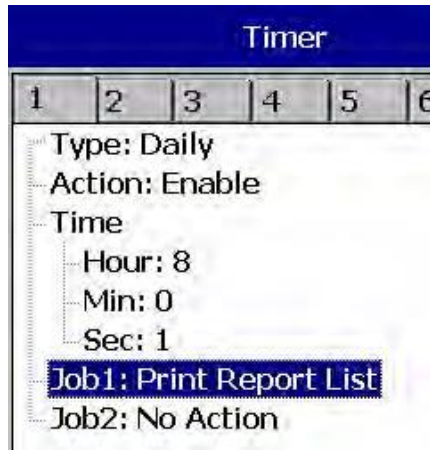 Timer
1 2 3 4 5 6
Type: Daily
Action: Enable
Time
Hour: 8
Min: 0
Sec: 1
Job1: Print Report List
Job2: No Action